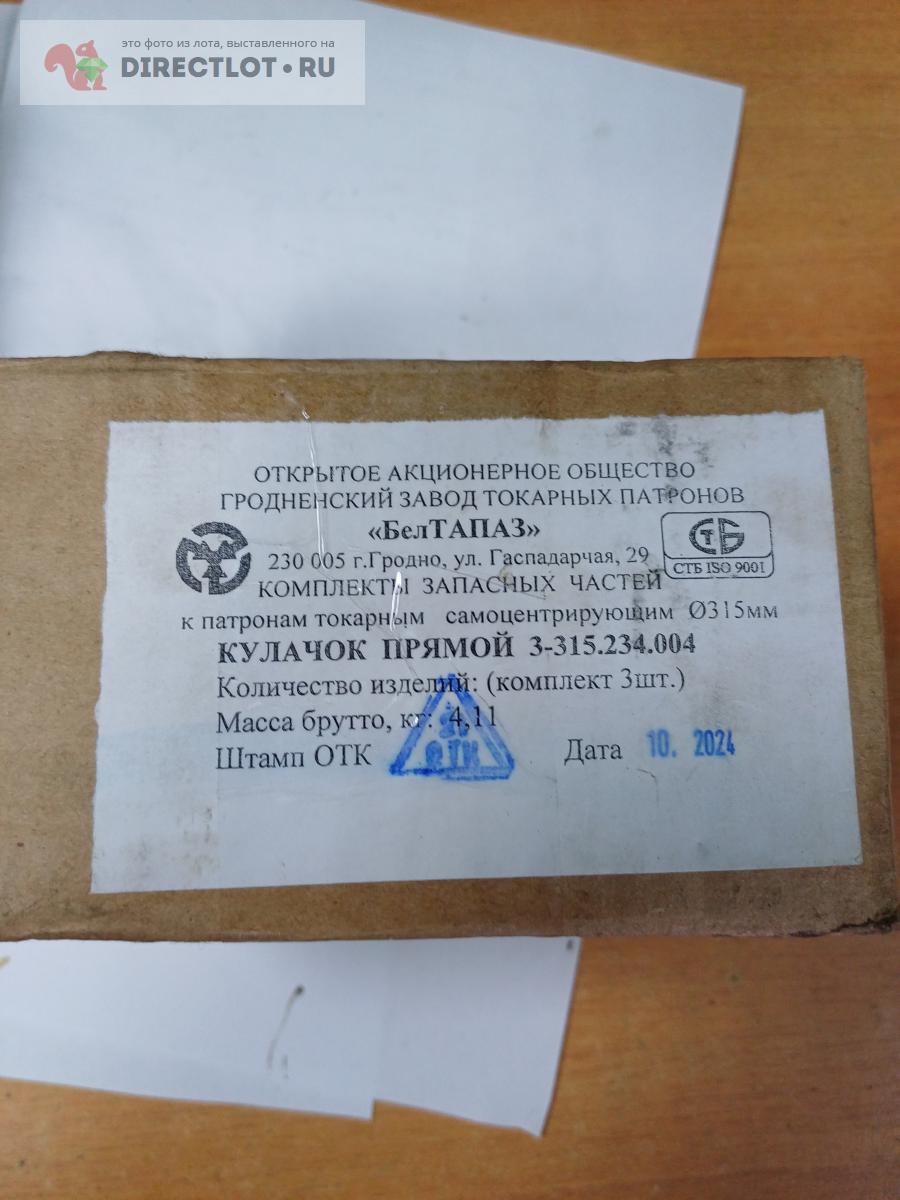 это фото из лота, выставленного на
DIRECTLOT.RU
ОТКРЫТОЕ АКЦИОНЕРНОЕ ОБЩЕСТВО
ГРОДНЕНСКИЙ ЗАВОД ТОКАРНЫХ ПАТРОНОВ
«БелТАПАЗ»
СТБ
230 005 г.Гродно, ул. Гаспадарчая, 29
СТБ ISO 9001
КОМПЛЕКТЫ ЗАПАСНЫХ ЧАСТЕЙ
к патронам токарным самоцентрирующим Ø315мм
КУЛАЧОК ПРЯМОЙ 3-315.234.004
Количество изделий: (комплект 3шт.)
Масса брутто, кг: 4,11
Штамп ОТК ОТК Дата 10. 2024